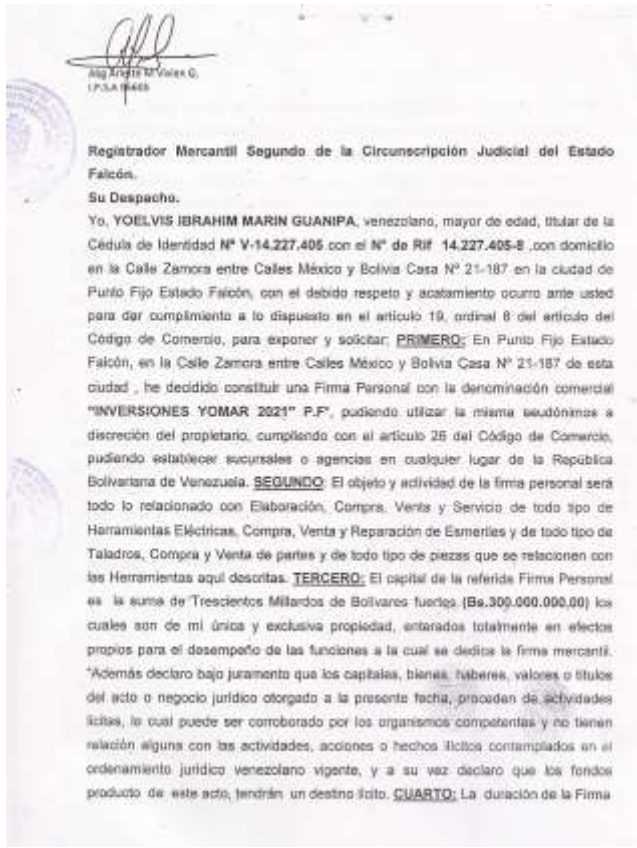 Abg Arlette M Vivien G.
I.P.S.A
Registrador Mercantil Segundo de la Circunscripción Judicial del Estado
Falcón.
Su Despacho.
Yo, YOELVIS IBRAHIM MARIN GUANIPA, venezolano, mayor de edad, titular de la
Cédula de Identidad Nº V-14.227.405 con el N° de Rif 14.227.405-8 ,con domicilio
en la Calle Zamora entre Calles México y Bolivia Casa Nº 21-187 en la ciudad de
Punto Fijo Estado Falcón, con el debido respeto y acatamiento ocurro ante usted
para dar cumplimiento a lo dispuesto en el artículo 19, ordinal 8 del artículo del
Código de Comercio, para exponer y solicitar: PRIMERO: En Punto Fijo Estado
Falcón, en la Calle Zamora entre Calles México y Bolivia Casa Nº 21-187 de esta
ciudad , he decidido constituir una Firma Personal con la denominación comercial
"INVERSIONES YOMAR 2021" P.F", pudiendo utilizar la misma seudónimos a
discreción del propietario, cumpliendo con el artículo 26 del Código de Comercio,
pudiendo establecer sucursales o agencias en cualquier lugar de la República
Bolivariana de Venezuela. SEGUNDO: El objeto y actividad de la firma personal será
todo lo relacionado con Elaboración, Compra, Venta y Servicio de todo tipo de
Herramientas Eléctricas, Compra, Venta y Reparación de Esmeriles y de todo tipo de
Taladros, Compra y Venta de partes y de todo tipo de piezas que se relacionen con
las Herramientas aquí descritas. TERCERO: El capital de la referida Firma Personal
es la suma de Trescientos Millardos de Bolívares fuertes (Bs.300.000.000,00) los
cuales son de mi única y exclusiva propiedad, enterados totalmente en efectos
propios para el desempeño de las funciones a la cual se dedica la firma mercantil.
"Además declaro bajo juramento que los capitales, bienes, haberes, valores o títulos
del acto o negocio jurídico otorgado a la presente fecha, proceden de actividades
lícitas, lo cual puede ser corroborado por los organismos competentes y no tienen
relación alguna con las actividades, acciones o hechos ilícitos contemplados en el
ordenamiento jurídico venezolano vigente, y a su vez declaro que los fondos
producto de este acto, tendrán un destino lícito. CUARTO: La duración de la Firma